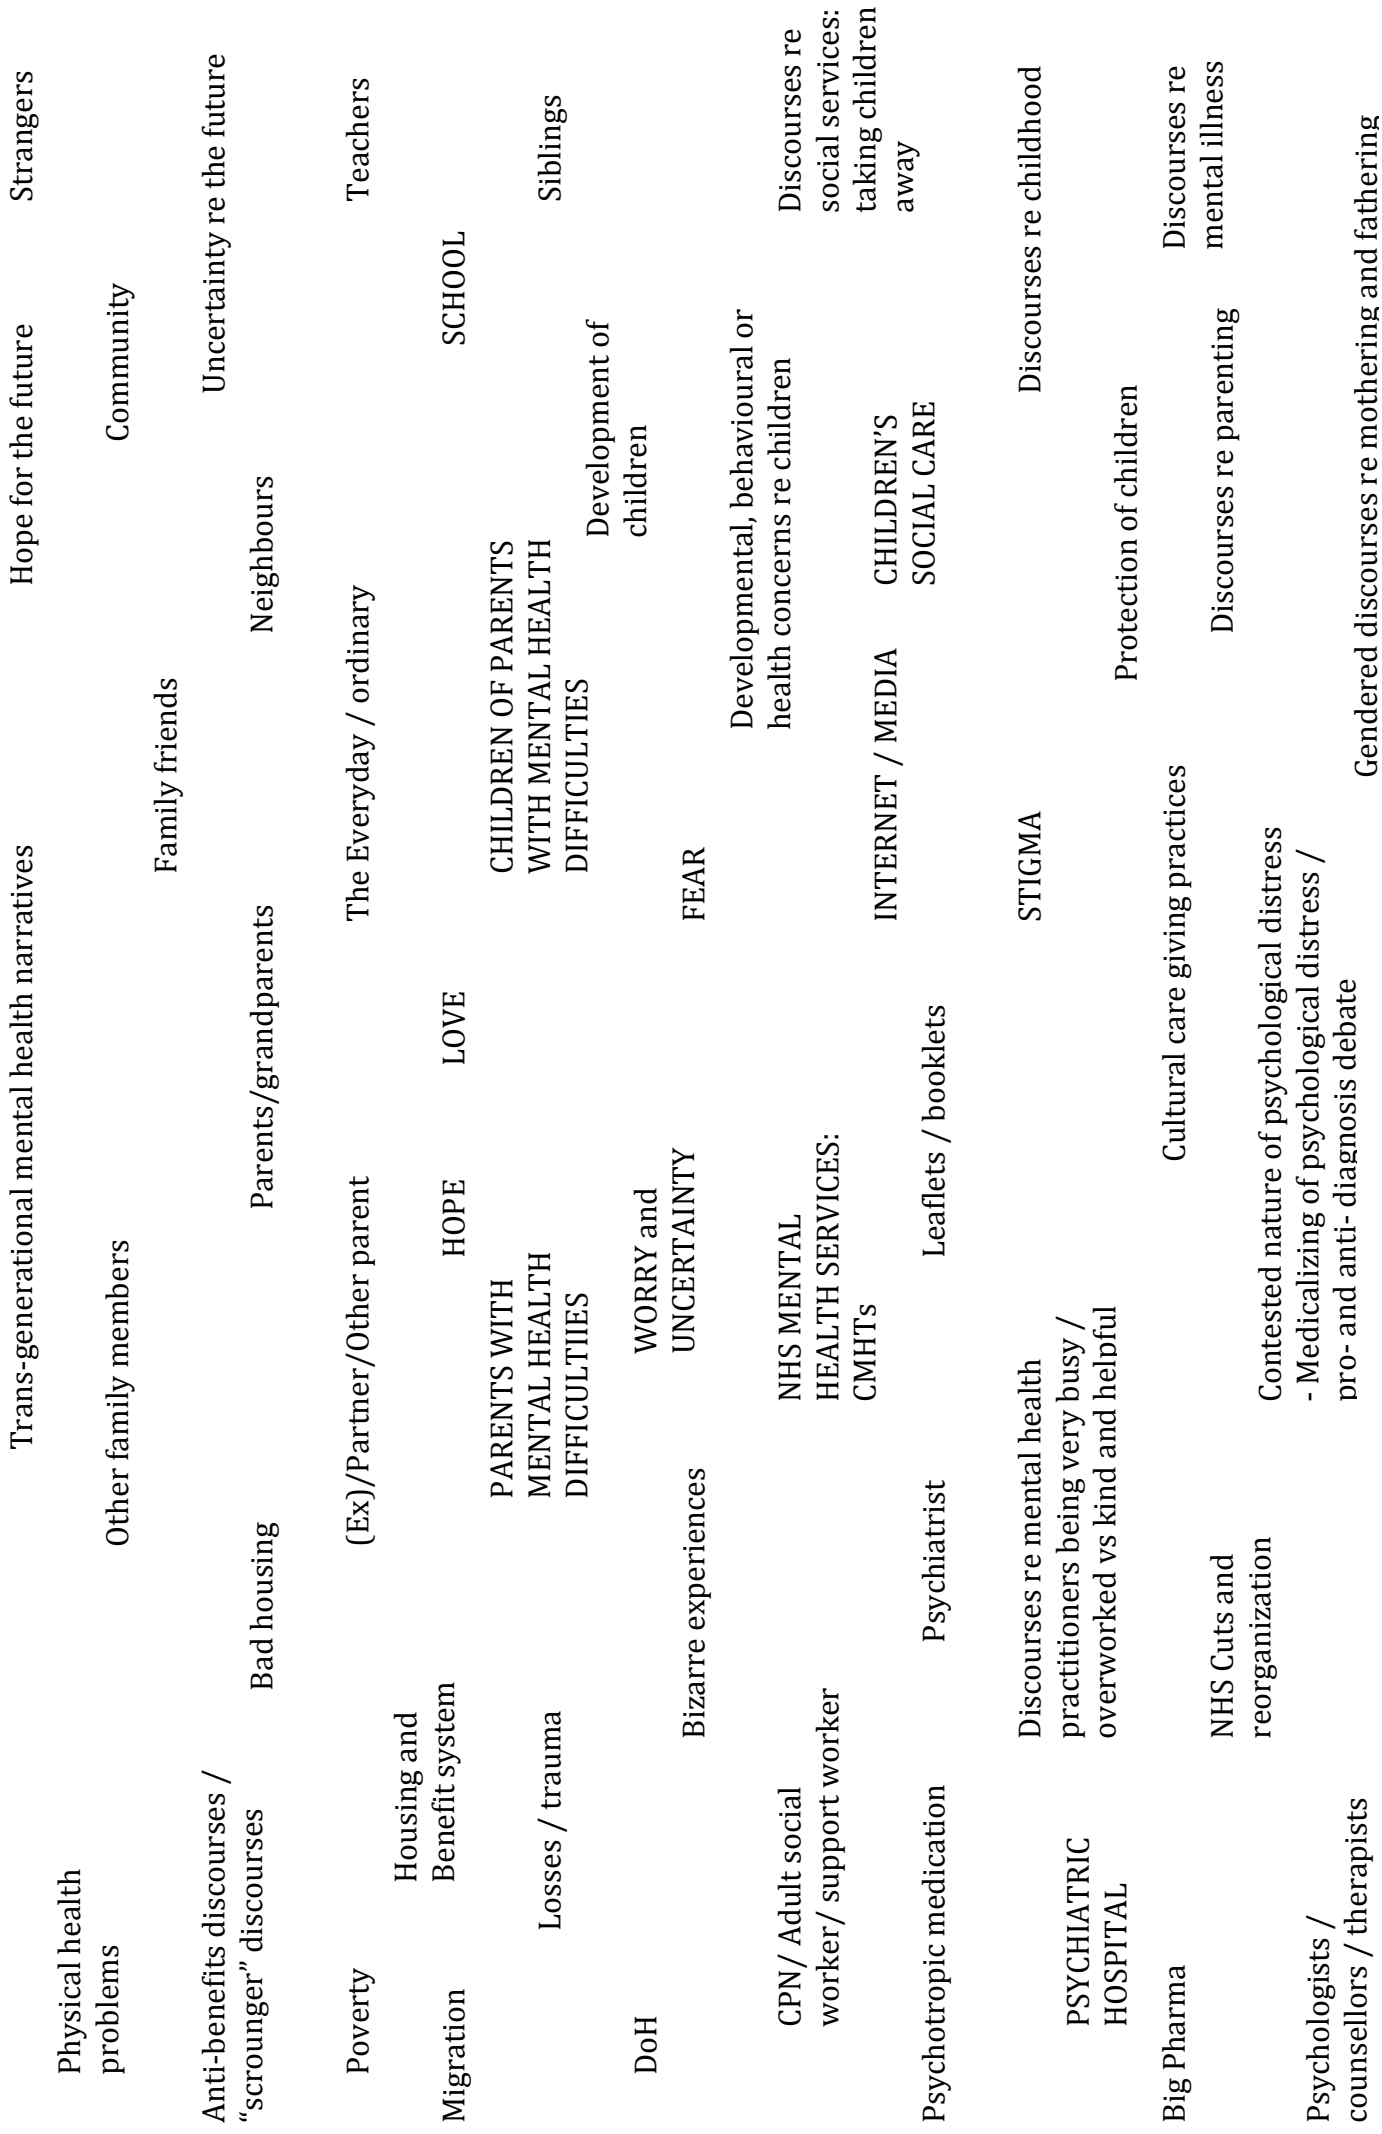 Trans-generational mental health narratives
Hope for the future
Strangers
Physical health
problems
Other family members
Community
Family friends
Anti-benefits discourses /
“scrounger” discourses
Uncertainty re the future
Bad housing
Parents/grandparents
Neighbours
Poverty
(Ex)/Partner/Other parent
The Everyday / ordinary
Teachers
Housing and
Benefit system
Migration
HOPE
LOVE
SCHOOL
PARENTS WITH
MENTAL HEALTH
DIFFICULTIIES
CHILDREN OF PARENTS
WITH MENTAL HEALTH
DIFFICULTIES
Losses / trauma
Siblings
Development of
children
DoH
WORRY and
UNCERTAINTY
Bizarre experiences
FEAR
Developmental, behavioural or
health concerns re children
CPN/ Adult social
worker/ support worker
NHS MENTAL
HEALTH SERVICES:
CMHTs
Discourses re
social services:
taking children
away
INTERNET / MEDIA
CHILDREN’S
SOCIAL CARE
Psychotropic medication
Psychiatrist
Leaflets / booklets
Discourses re mental health
practitioners being very busy /
overworked vs kind and helpful
STIGMA
Discourses re childhood
PSYCHIATRIC
HOSPITAL
Protection of children
Big Pharma
Cultural care giving practices
Discourses re
mental illness
NHS Cuts and
reorganization
Discourses re parenting
Contested nature of psychological distress
- Medicalizing of psychological distress /
pro- and anti- diagnosis debate
Psychologists /
counsellors / therapists
Gendered discourses re mothering and fathering